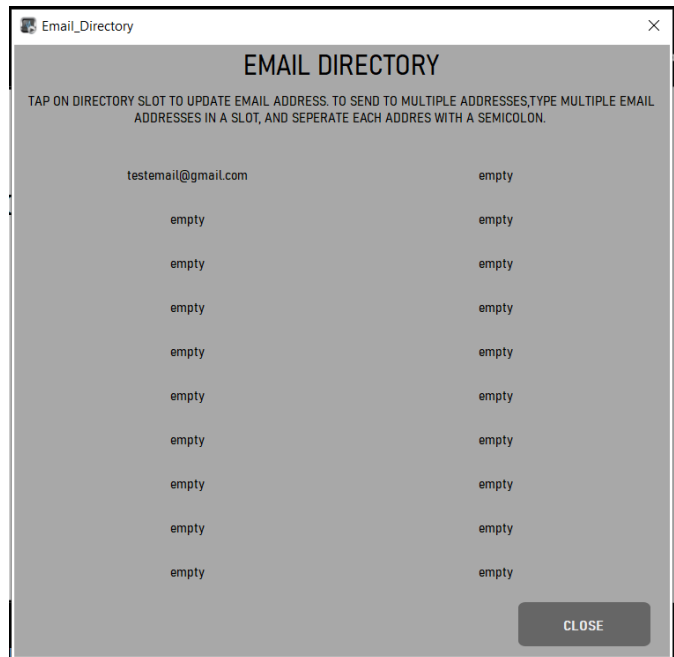 Email_Directory
EMAIL DIRECTORY
TAP ON DIRECTORY SLOT TO UPDATE EMAIL ADDRESS. TO SEND TO MULTIPLE ADDRESSES,TYPE MULTIPLE EMAIL
ADDRESSES IN A SLOT, AND SEPERATE EACH ADDRES WITH A SEMICOLON.
testemail@gmail.com empty
empty empty
empty empty
empty empty
empty empty
empty empty
empty empty
empty empty
empty empty
empty empty
CLOSE